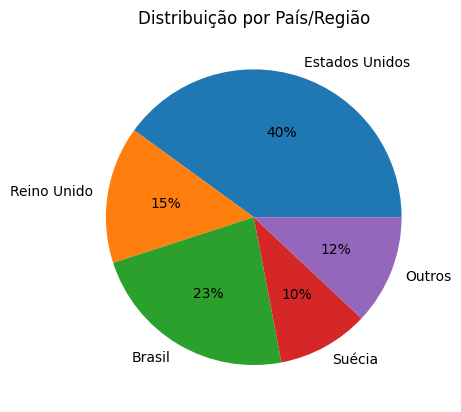 Distribuição por País/Região
Estados Unidos
40%
Reino Unido
15%
23%
Brasil
10%
Suécia
12%
Outros